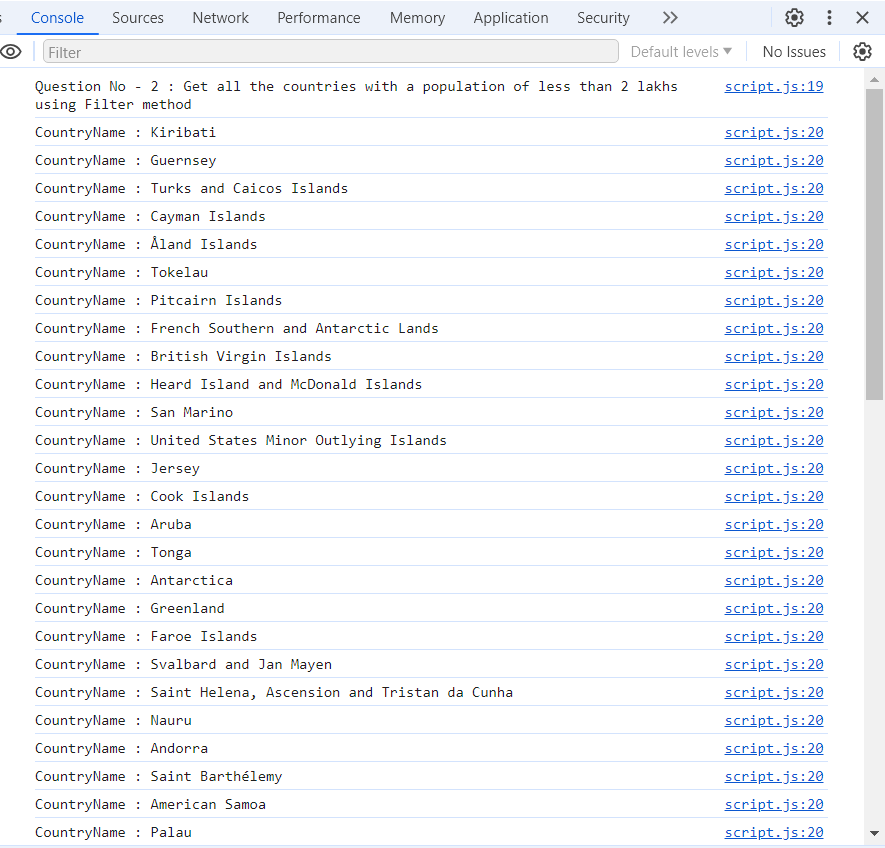 Console Sources Network Performance Memory Application Security
Filter Default levels No Issues
Question No - 2 : Get all the countries with a population of less than 2 lakhs script.js:19
using Filter method
CountryName : Kiribati script.js:20
CountryName : Guernsey script.js:20
CountryName : Turks and Caicos Islands script.js:20
CountryName : Cayman Islands script.js:20
CountryName : Åland Islands script.js:20
CountryName : Tokelau script.js:20
CountryName : Pitcairn Islands script.js:20
CountryName : French Southern and Antarctic Lands script.js:20
CountryName : British Virgin Islands script.js:20
CountryName : Heard Island and McDonald Islands script.js:20
CountryName : San Marino script.js:20
CountryName : United States Minor Outlying Islands script.js:20
CountryName : Jersey script.js:20
CountryName : Cook Islands script.js:20
CountryName : Aruba script.js:20
CountryName : Tonga script.js:20
CountryName : Antarctica script.js:20
CountryName : Greenland script.js:20
CountryName : Faroe Islands script.js:20
CountryName : Svalbard and Jan Mayen script.js:20
CountryName : Saint Helena, Ascension and Tristan da Cunha script.js:20
CountryName : Nauru script.js:20
CountryName : Andorra script.js:20
CountryName : Saint Barthélemy script.js:20
CountryName : American Samoa script.js:20
CountryName : Palau script.js:20